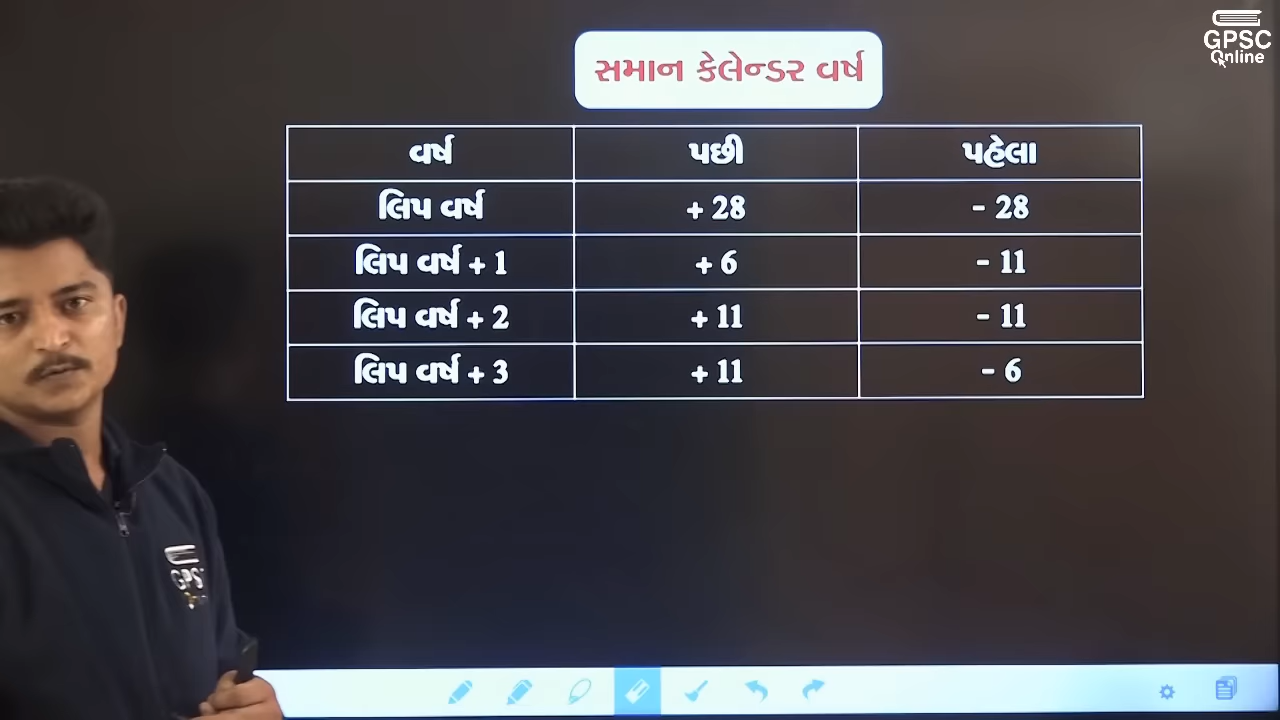 GPSC
Online
સમાન કેલેન્ડર વર્ષ
વર્ષ પછી પહેલા
લિપ વર્ષ + 28 - 28
લિપ વર્ષ + 1 + 6 - 11
લિપ વર્ષ + 2 + 11 - 11
લિપ વર્ષ + 3 + 11 - 6
GPS